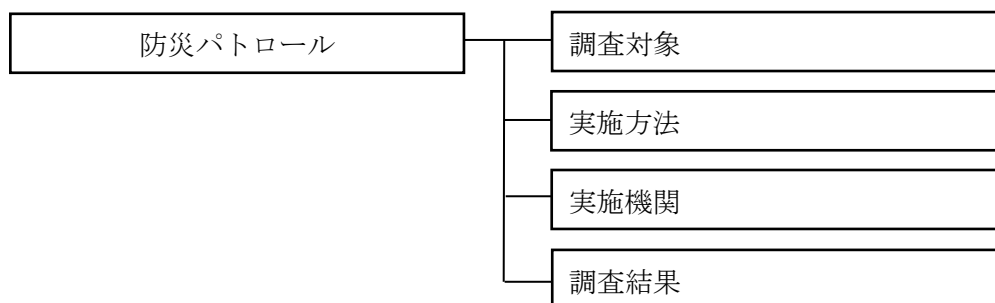 防災パトロール
調査対象
実施方法
実施機関
調査結果